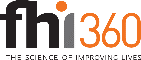 fhi360
THE SCIENCE OF IMPROVING LIVES